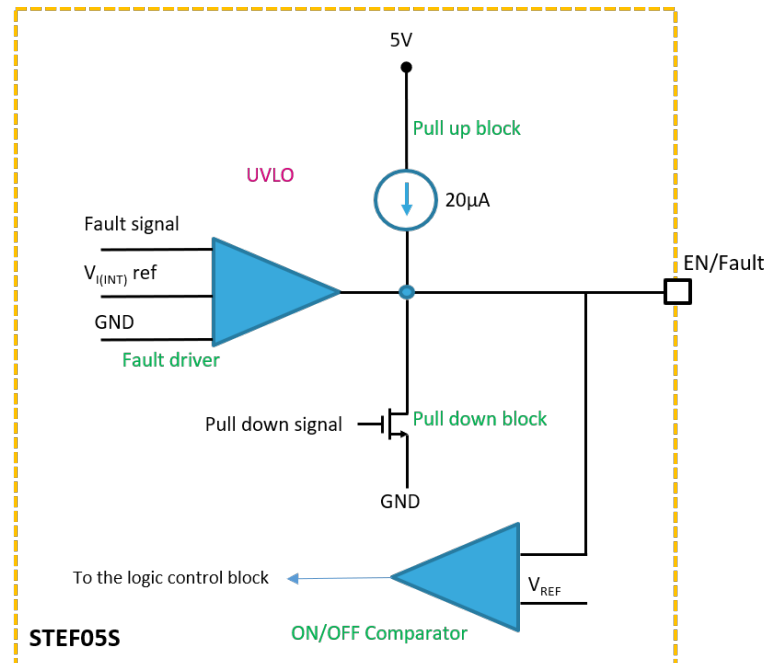 5V
Pull up block
UVLO
20µA
Fault signal
EN/Fault
VI(INT) ref
GND
Fault driver
Pull down signal
Pull down block
GND
To the logic control block
VREF
ON/OFF Comparator
STEF05S